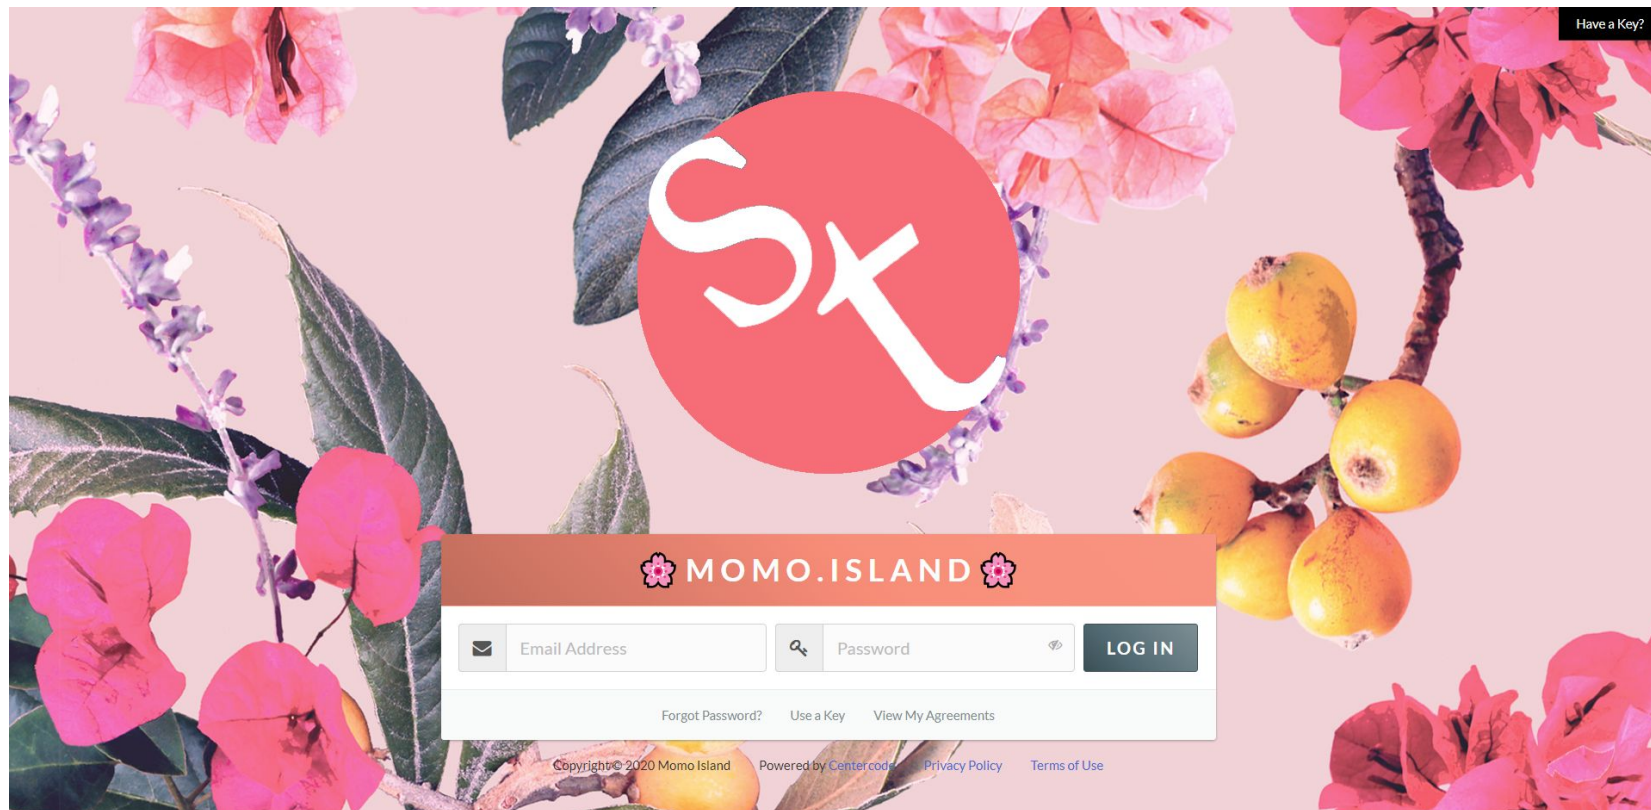 Have a Key?
St
MOMO.ISLAND
Email Address
Password
LOG IN
Forgot Password? Use a Key View My Agreements
Copyright © 2020 Momo Island Powered by Centercode Privacy Policy Terms of Use